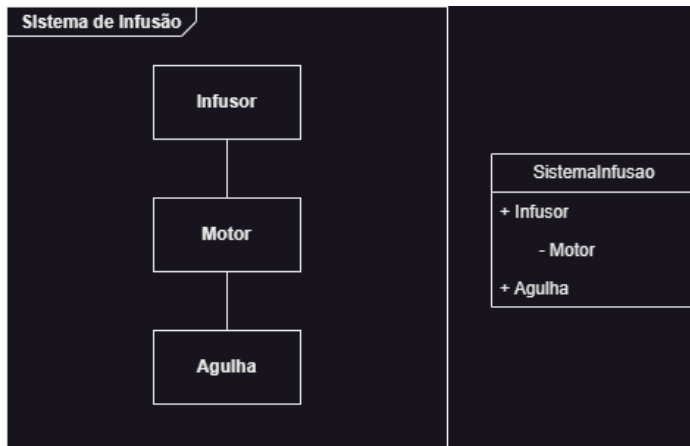 Sistema de Infusão
Infusor
Motor
Agulha
SistemaInfusao
+ Infusor
- Motor
+ Agulha